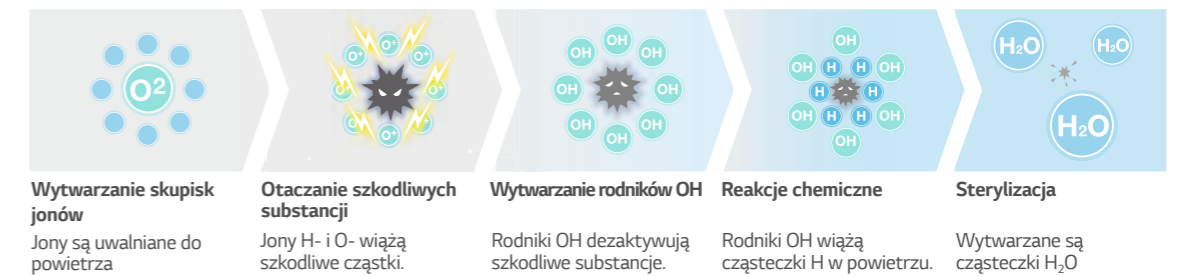 O²
O⁺
O⁺
O⁺
O⁺
O⁺
O⁺
O⁺
O⁺
OH
OH
OH
OH
OH
OH
OH
OH
OH
OH
H
H
OH
H
H
OH
H
H
OH
OH
H₂O
H₂O
H₂O
Wytwarzanie skupisk
jonów
Jony są uwalniane do
powietrza
Otaczanie szkodliwych
substancji
Jony H- i O- wiążą
szkodliwe cząstki.
Wytwarzanie rodników OH
Rodniki OH dezaktywują
szkodliwe substancje.
Reakcje chemiczne
Rodniki OH wiążą
cząsteczki H w powietrzu.
Sterylizacja
Wytwarzane są
cząsteczki H₂O